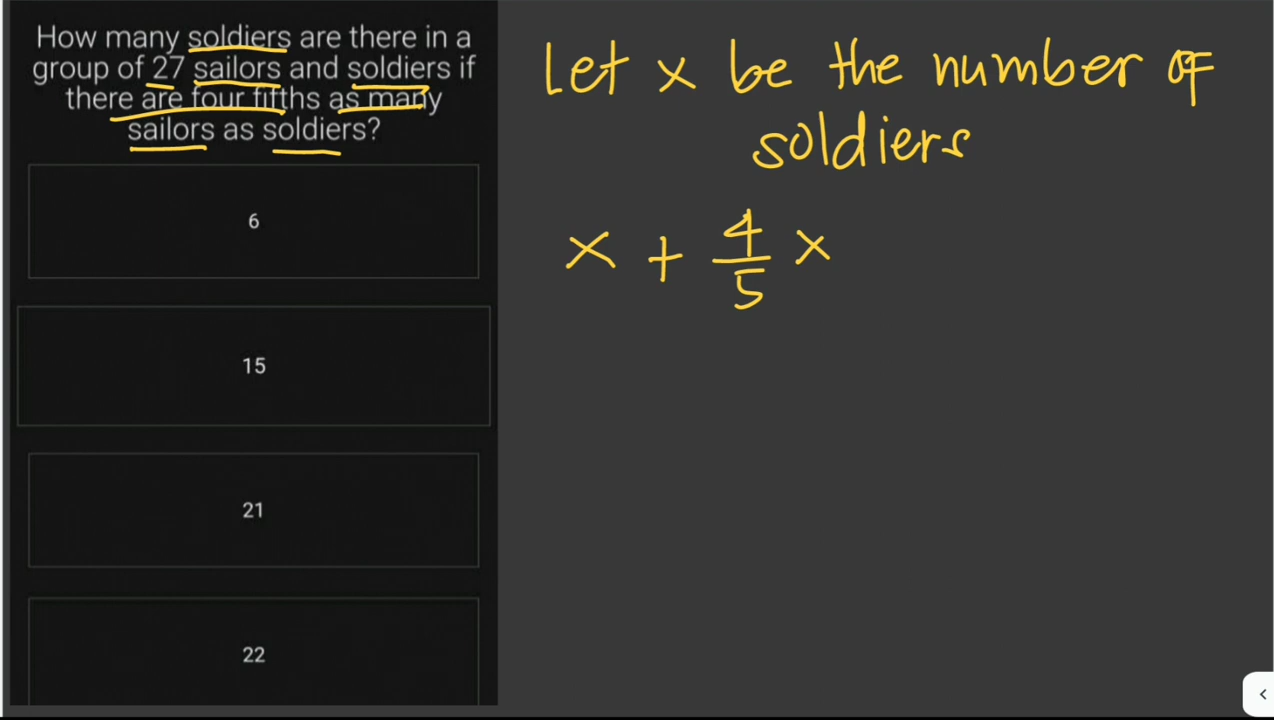 How many soldiers are there in a
group of 27 sailors and soldiers if
there are four fifths as many
sailors as soldiers?
6
15
21
22
Let x be the number of
soldiers
x + 4/5 x